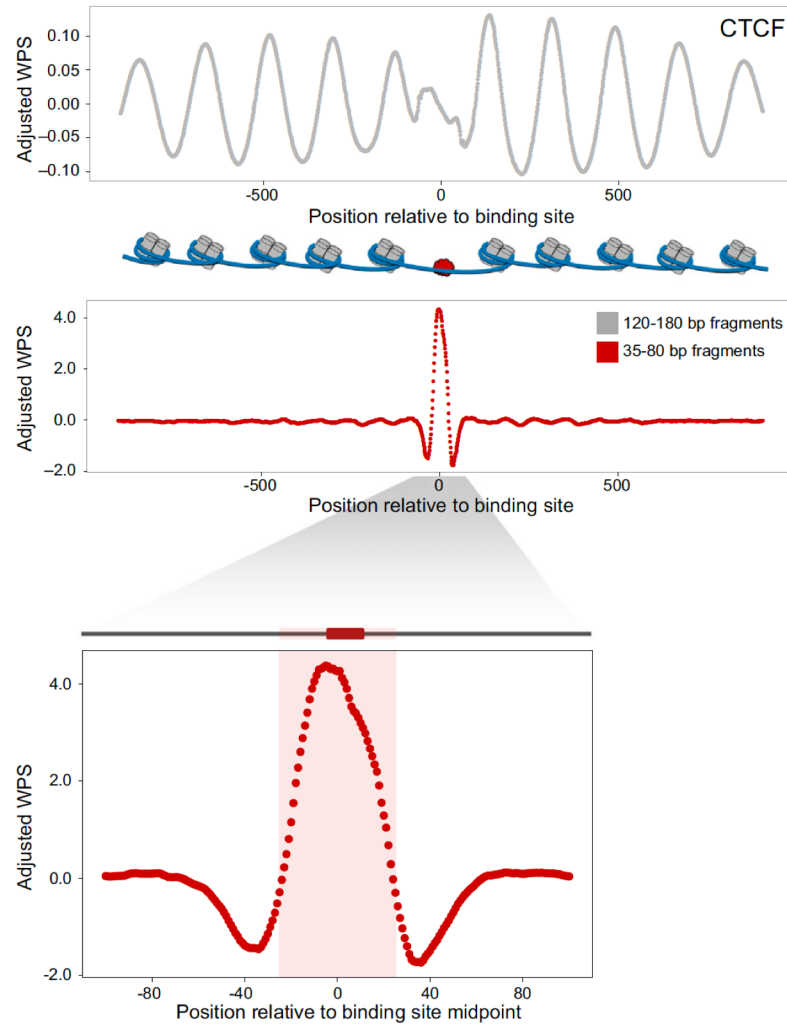 CTCF
Adjusted WPS
0.10
0.05
0.00
−0.05
−0.10
-500
0
500
Position relative to binding site
Adjusted WPS
4.0
2.0
0.0
−2.0
120-180 bp fragments
35-80 bp fragments
-500
0
500
Position relative to binding site
Adjusted WPS
4.0
2.0
0.0
-2.0
-80
-40
0
40
80
Position relative to binding site midpoint